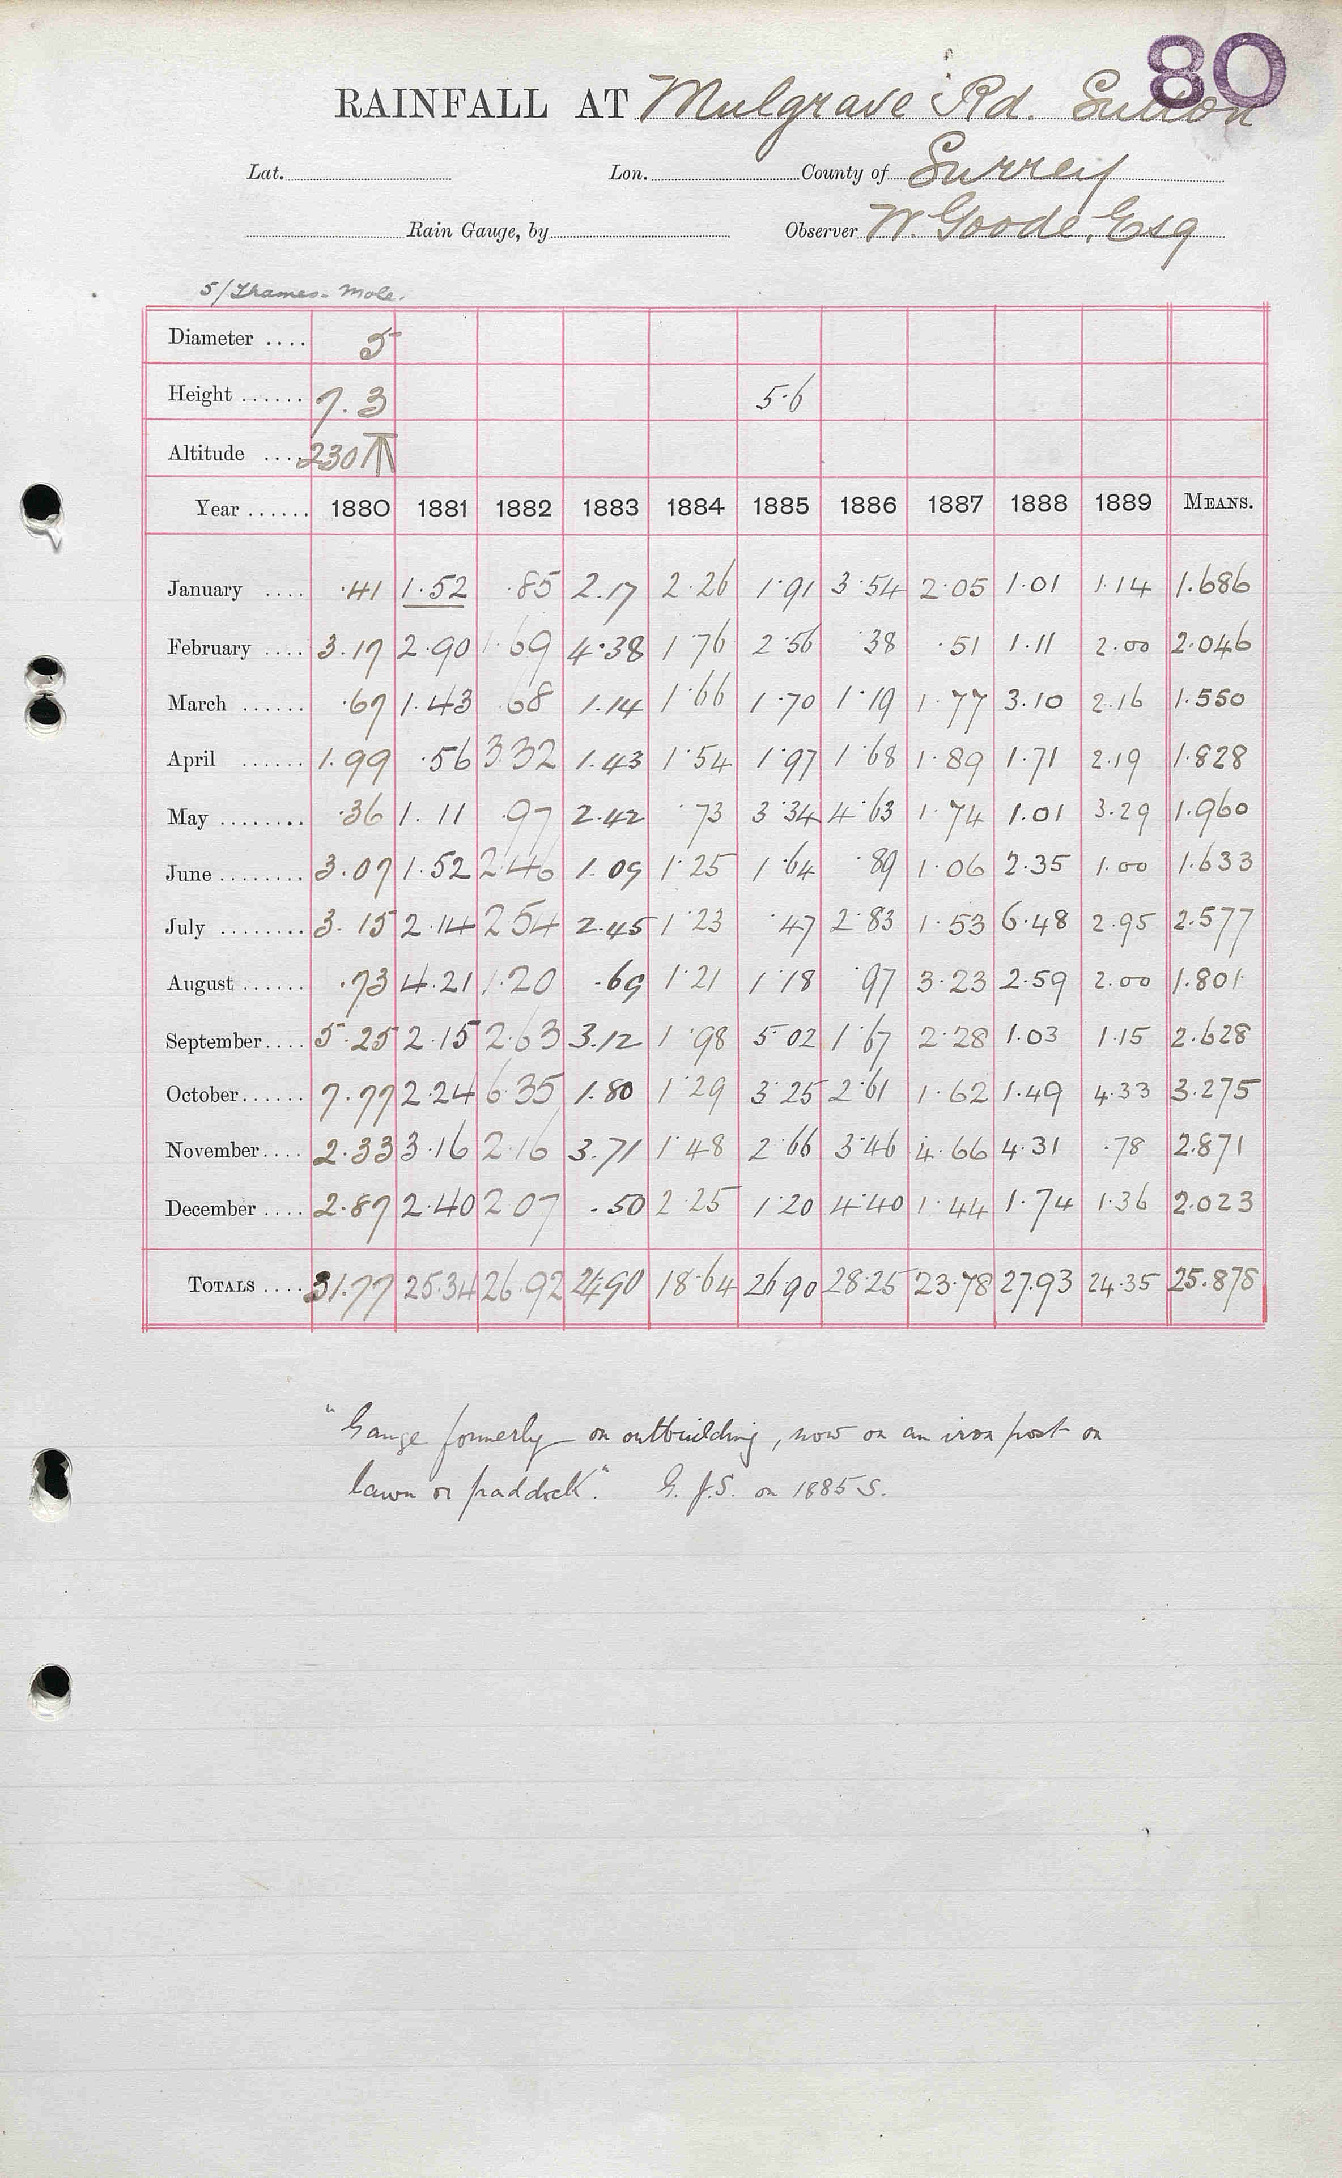 80
RAINFALL AT Mulgrave Rd. Sutton
Lat. Lon. County of Surrey
Rain Gauge, by Observer W. Goode, Esq
5/Thames - Mole.
Diameter .... 5
Height ...... 7.3 5.6
Altitude .... 230
Year ...... 1880 1881 1882 1883 1884 1885 1886 1887 1888 1889 MEANS.
January .... .41 1.52 .85 2.17 2.26 1.91 3.54 2.05 1.01 1.14 1.686
February .... 3.17 2.90 1.69 4.38 1.76 2.56 .38 .51 1.11 2.00 2.046
March ...... .67 1.43 .68 1.14 1.66 1.70 1.19 1.77 3.10 2.16 1.550
April ...... 1.99 .56 3.32 1.43 1.54 1.97 1.68 1.89 1.71 2.19 1.828
May ........ .36 1.11 .97 2.42 .73 3.34 4.63 1.74 1.01 3.29 1.960
June ........ 3.07 1.52 2.46 1.09 1.25 1.64 .89 1.06 2.35 1.00 1.633
July ........ 3.15 2.14 2.54 2.45 1.23 .47 2.83 1.53 6.48 2.95 2.577
August ...... .73 4.21 1.20 .69 1.21 1.18 .97 3.23 2.59 2.00 1.801
September .... 5.25 2.15 2.63 3.12 1.98 5.02 1.67 2.28 1.03 1.15 2.628
October ...... 7.77 2.24 6.35 1.80 1.29 3.25 2.61 1.62 1.49 4.33 3.275
November .... 2.33 3.16 2.16 3.71 1.48 2.66 3.46 4.66 4.31 .78 2.871
December .... 2.87 2.40 2.07 .50 2.25 1.20 4.40 1.44 1.74 1.36 2.023
TOTALS .... 31.77 25.34 26.92 24.90 18.64 26.90 28.25 23.78 27.93 24.35 25.878
"Gauge formerly on outbuilding, now on an iron post on
lawn or paddock." G.J.S. on 1885 S.